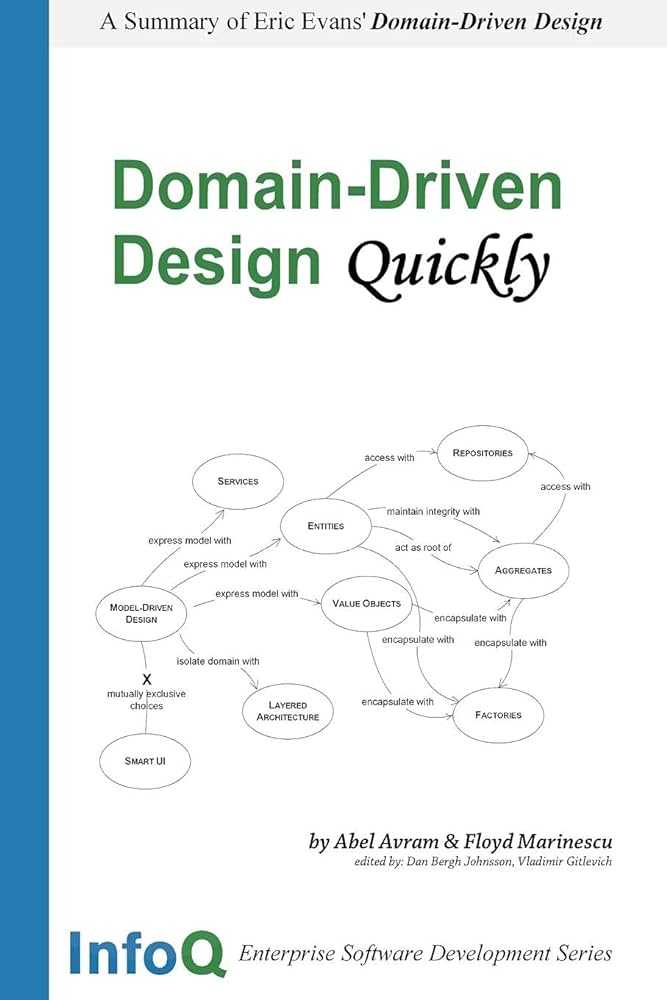 A Summary of Eric Evans' Domain-Driven Design
Domain-Driven
Design Quickly
REPOSITORIES
access with
SERVICES
access with
maintain integrity with
ENTITIES
express model with
act as root of
express model with
AGGREGATES
express model with
VALUE OBJECTS
MODEL-DRIVEN
DESIGN
encapsulate with
encapsulate with
encapsulate with
isolate domain with
X
mutually exclusive
choices
encapsulate with
LAYERED
ARCHITECTURE
FACTORIES
SMART UI
by Abel Avram & Floyd Marinescu
edited by: Dan Bergh Johnsson, Vladimir Gitlevich
InfoQ Enterprise Software Development Series